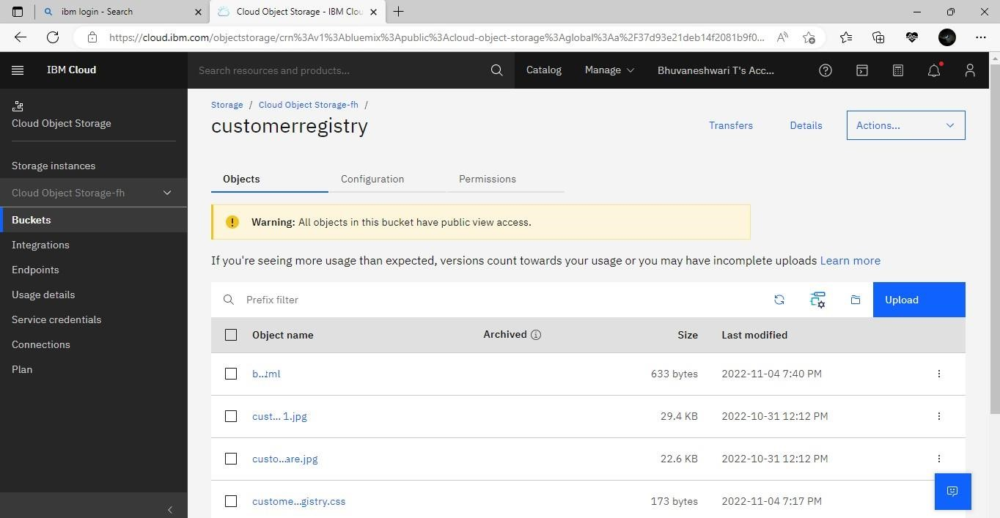 ibm login - Search
Cloud Object Storage - IBM Clou
https://cloud.ibm.com/objectstorage/crn%3Av1%3Abluemix%3Apublic%3Acloud-object-storage%3Aglobal%3Aa%2F37d93e21deb14f2081b9f0...
IBM Cloud
Search resources and products...
Catalog
Manage
Bhuvaneshwari T's Acc...
Cloud Object Storage
Storage instances
Cloud Object Storage-fh
Buckets
Integrations
Endpoints
Usage details
Service credentials
Connections
Plan
Storage / Cloud Object Storage-fh /
customerregistry
Transfers
Details
Actions...
Objects
Configuration
Permissions
Warning: All objects in this bucket have public view access.
If you're seeing more usage than expected, versions count towards your usage or you may have incomplete uploads Learn more
Prefix filter
Upload
Object name Archived Size Last modified
b...tml 633 bytes 2022-11-04 7:40 PM
cust... 1.jpg 29.4 KB 2022-10-31 12:12 PM
custo...are.jpg 22.6 KB 2022-10-31 12:12 PM
custome...gistry.css 173 bytes 2022-11-04 7:17 PM